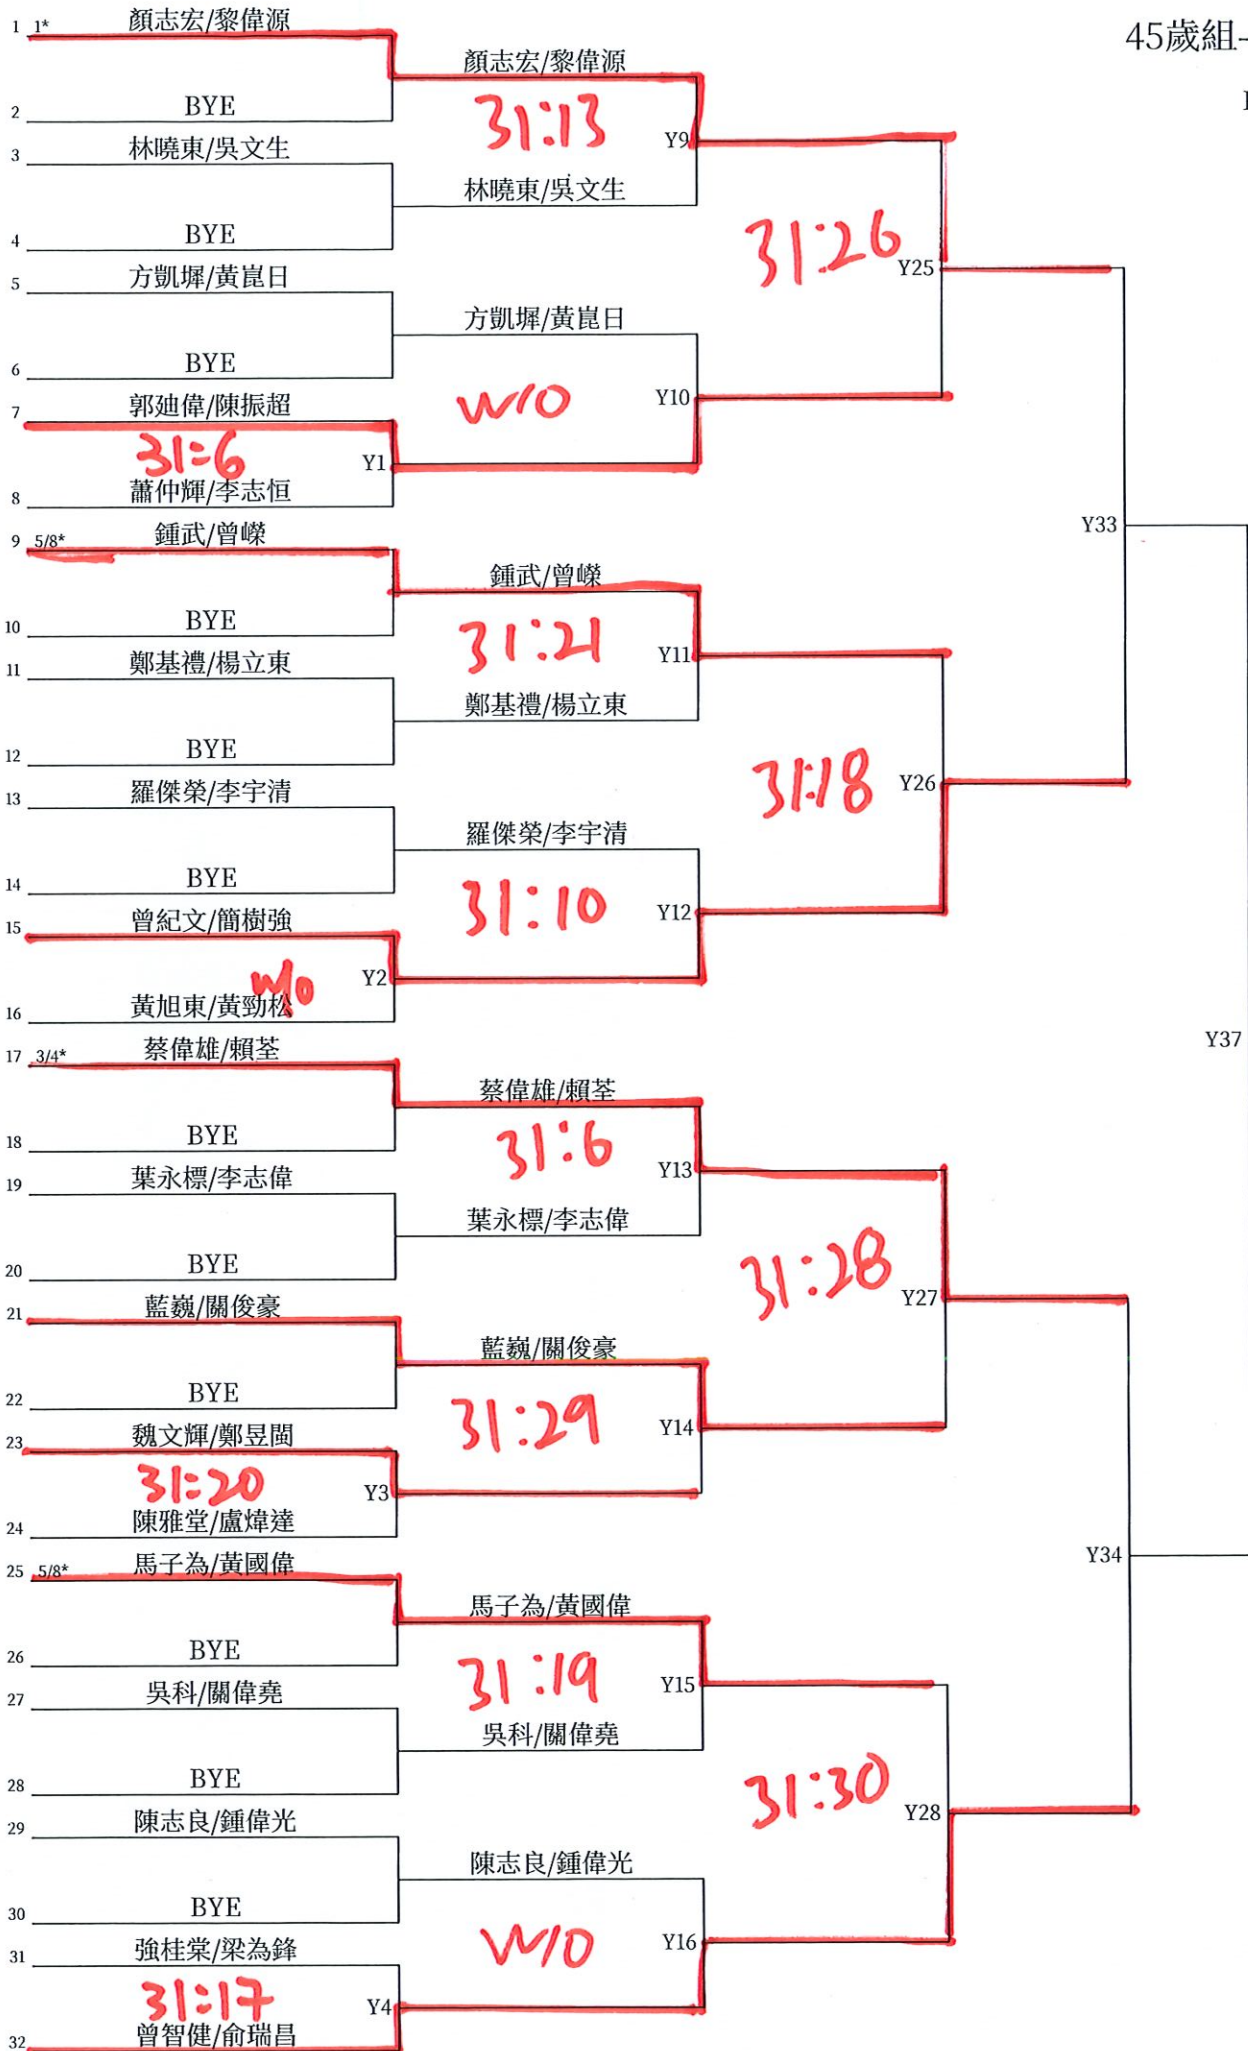 45歲組-
1 1* 顏志宏/黎偉源
顏志宏/黎偉源
2 BYE
31:13
Y9
3 林曉東/吳文生
林曉東/吳文生
4 BYE
31:26
Y25
5 方凱墀/黃崑日
方凱墀/黃崑日
6 BYE
W/O
Y10
7 郭廸偉/陳振超
31:6
Y1
8 蕭仲輝/李志恒
Y33
9 5/8* 鍾武/曾嶸
鍾武/曾嶸
10 BYE
31:21
Y11
11 鄭基禮/楊立東
鄭基禮/楊立東
12 BYE
31:18
Y26
13 羅傑榮/李宇清
羅傑榮/李宇清
14 BYE
31:10
Y12
15 曾紀文/簡樹強
W/O
Y2
16 黃旭東/黃勁松
Y37
17 3/4* 蔡偉雄/賴荃
蔡偉雄/賴荃
18 BYE
31:6
Y13
19 葉永標/李志偉
葉永標/李志偉
20 BYE
31:28
Y27
21 藍巍/關俊豪
藍巍/關俊豪
22 BYE
31:29
Y14
23 魏文輝/鄭昱閩
31:20
Y3
24 陳雅堂/盧煒達
Y34
25 5/8* 馬子為/黃國偉
馬子為/黃國偉
26 BYE
31:19
Y15
27 吳科/關偉堯
吳科/關偉堯
28 BYE
31:30
Y28
29 陳志良/鍾偉光
陳志良/鍾偉光
30 BYE
W/O
Y16
31 強桂棠/梁為鋒
31:17
Y4
32 曾智健/俞瑞昌